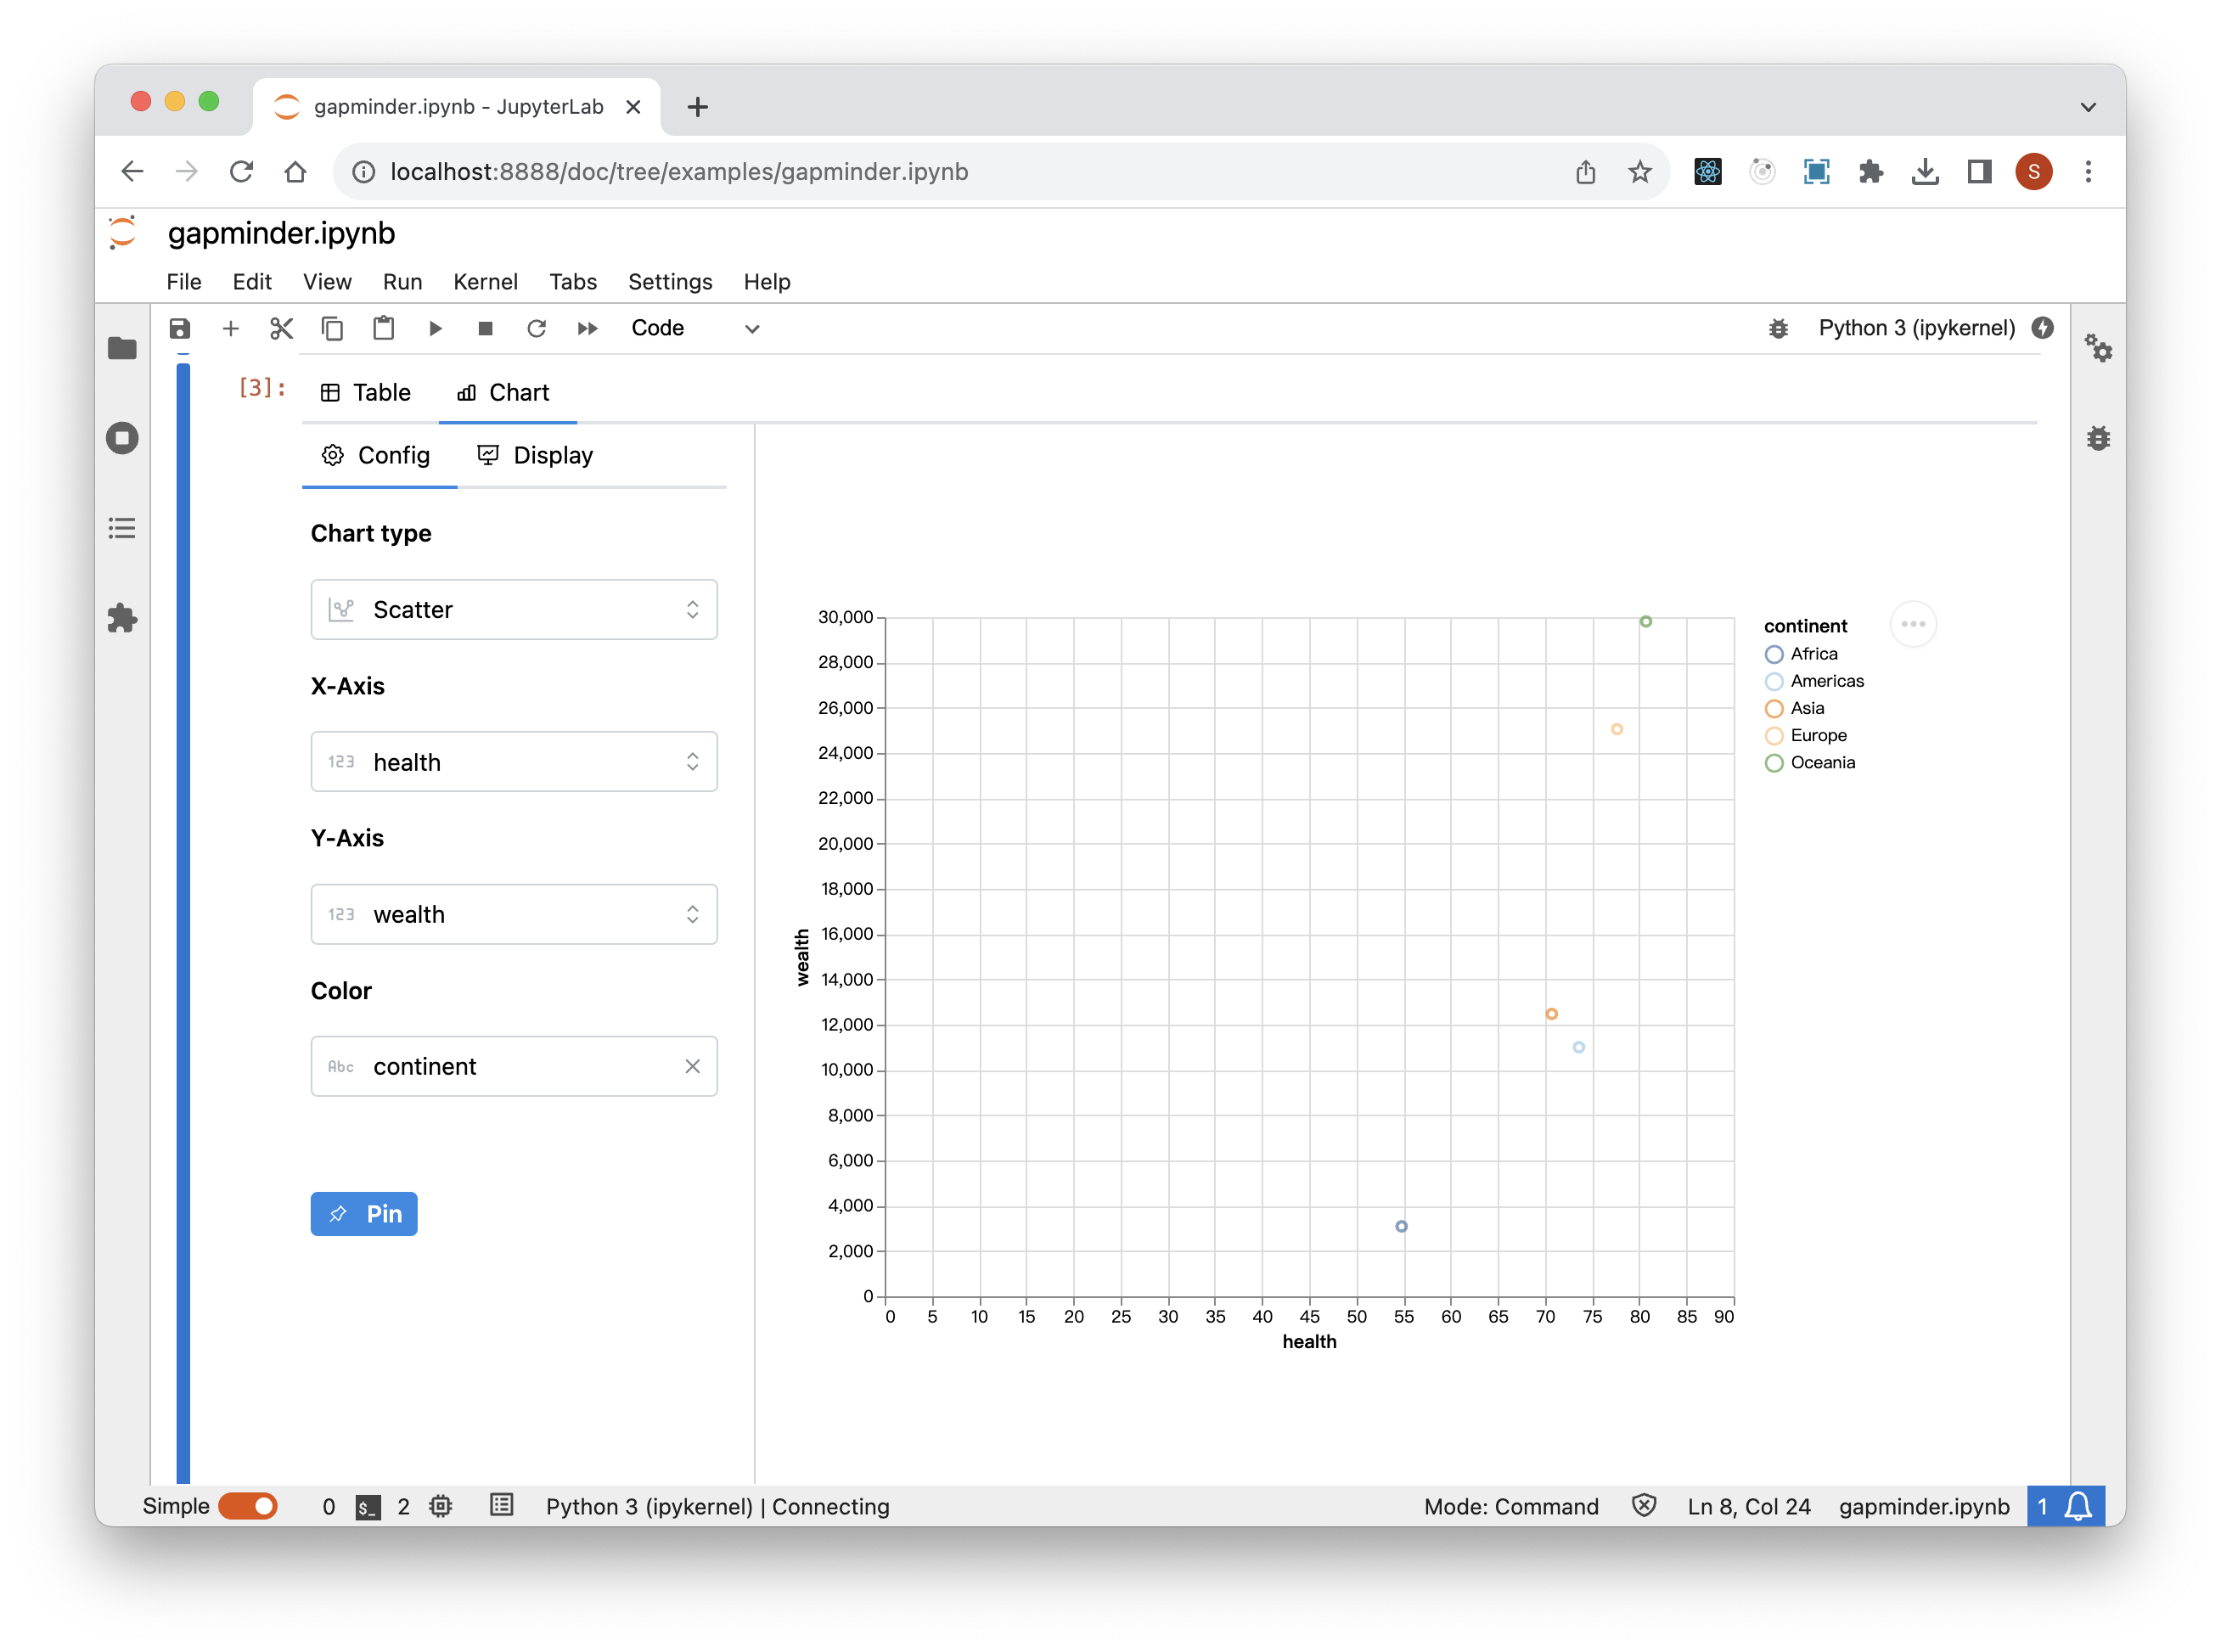 gapminder.ipynb - JupyterLab
localhost:8888/doc/tree/examples/gapminder.ipynb
S
gapminder.ipynb
File Edit View Run Kernel Tabs Settings Help
Code
Python 3 (ipykernel)
[3]:
Table Chart
Config Display
Chart type
Scatter
X-Axis
123 health
Y-Axis
123 wealth
Color
Abc continent
Pin
30,000
28,000
26,000
24,000
22,000
20,000
18,000
16,000
14,000
12,000
10,000
8,000
6,000
4,000
2,000
0
wealth
0 5 10 15 20 25 30 35 40 45 50 55 60 65 70 75 80 85 90
health
continent
Africa
Americas
Asia
Europe
Oceania
Simple 0 $_ 2 Python 3 (ipykernel) | Connecting Mode: Command Ln 8, Col 24 gapminder.ipynb 1